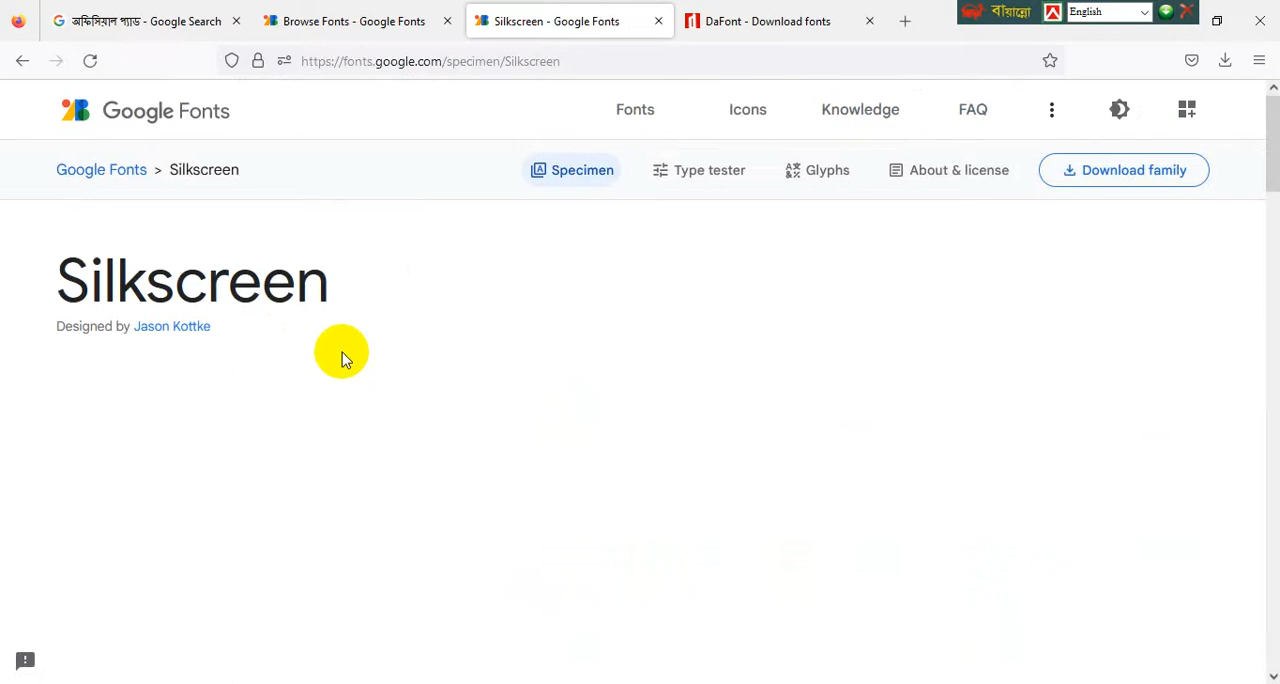 অফিসিয়াল প্যাড - Google Search
Browse Fonts - Google Fonts
Silkscreen - Google Fonts
DaFont - Download fonts
বায়ান্নো
English
https://fonts.google.com/specimen/Silkscreen
Google Fonts
Fonts
Icons
Knowledge
FAQ
Google Fonts > Silkscreen
Specimen
Type tester
Glyphs
About & license
Download family
Silkscreen
Designed by Jason Kottke